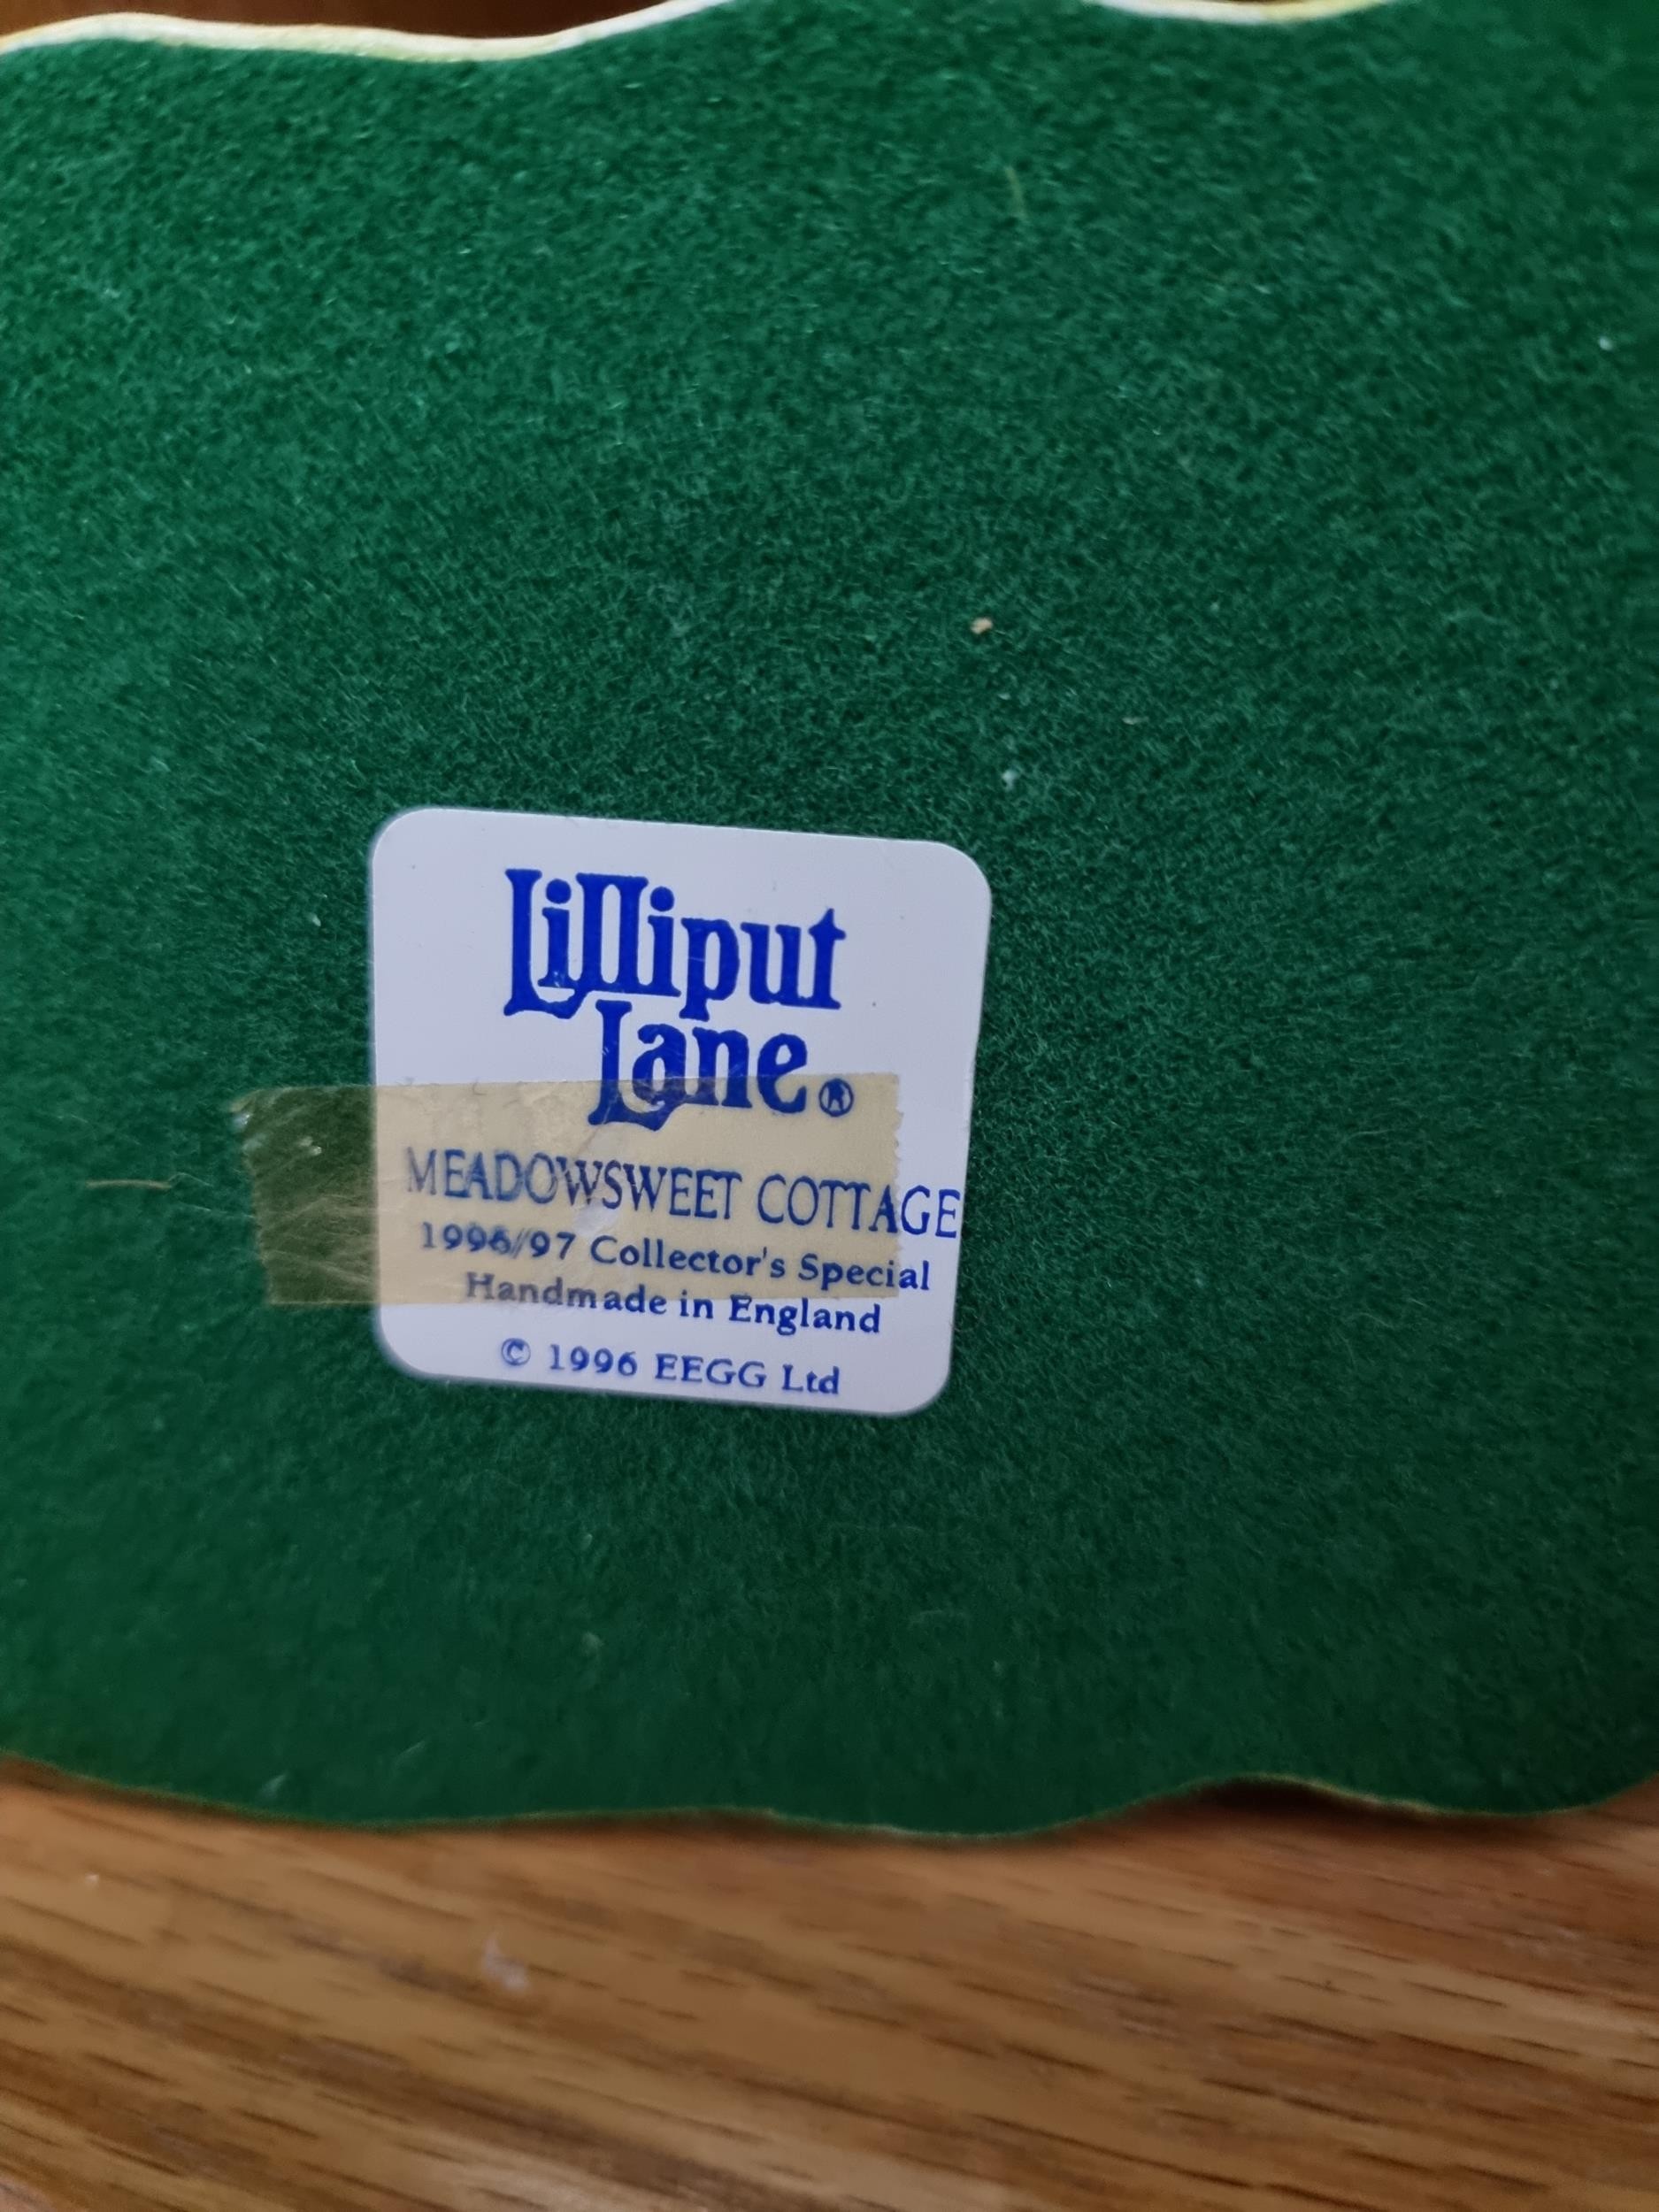 Lilliput
Lane®
MEADOWSWEET COTTAGE
1996/97 Collector's Special
Handmade in England
© 1996 EEGG Ltd